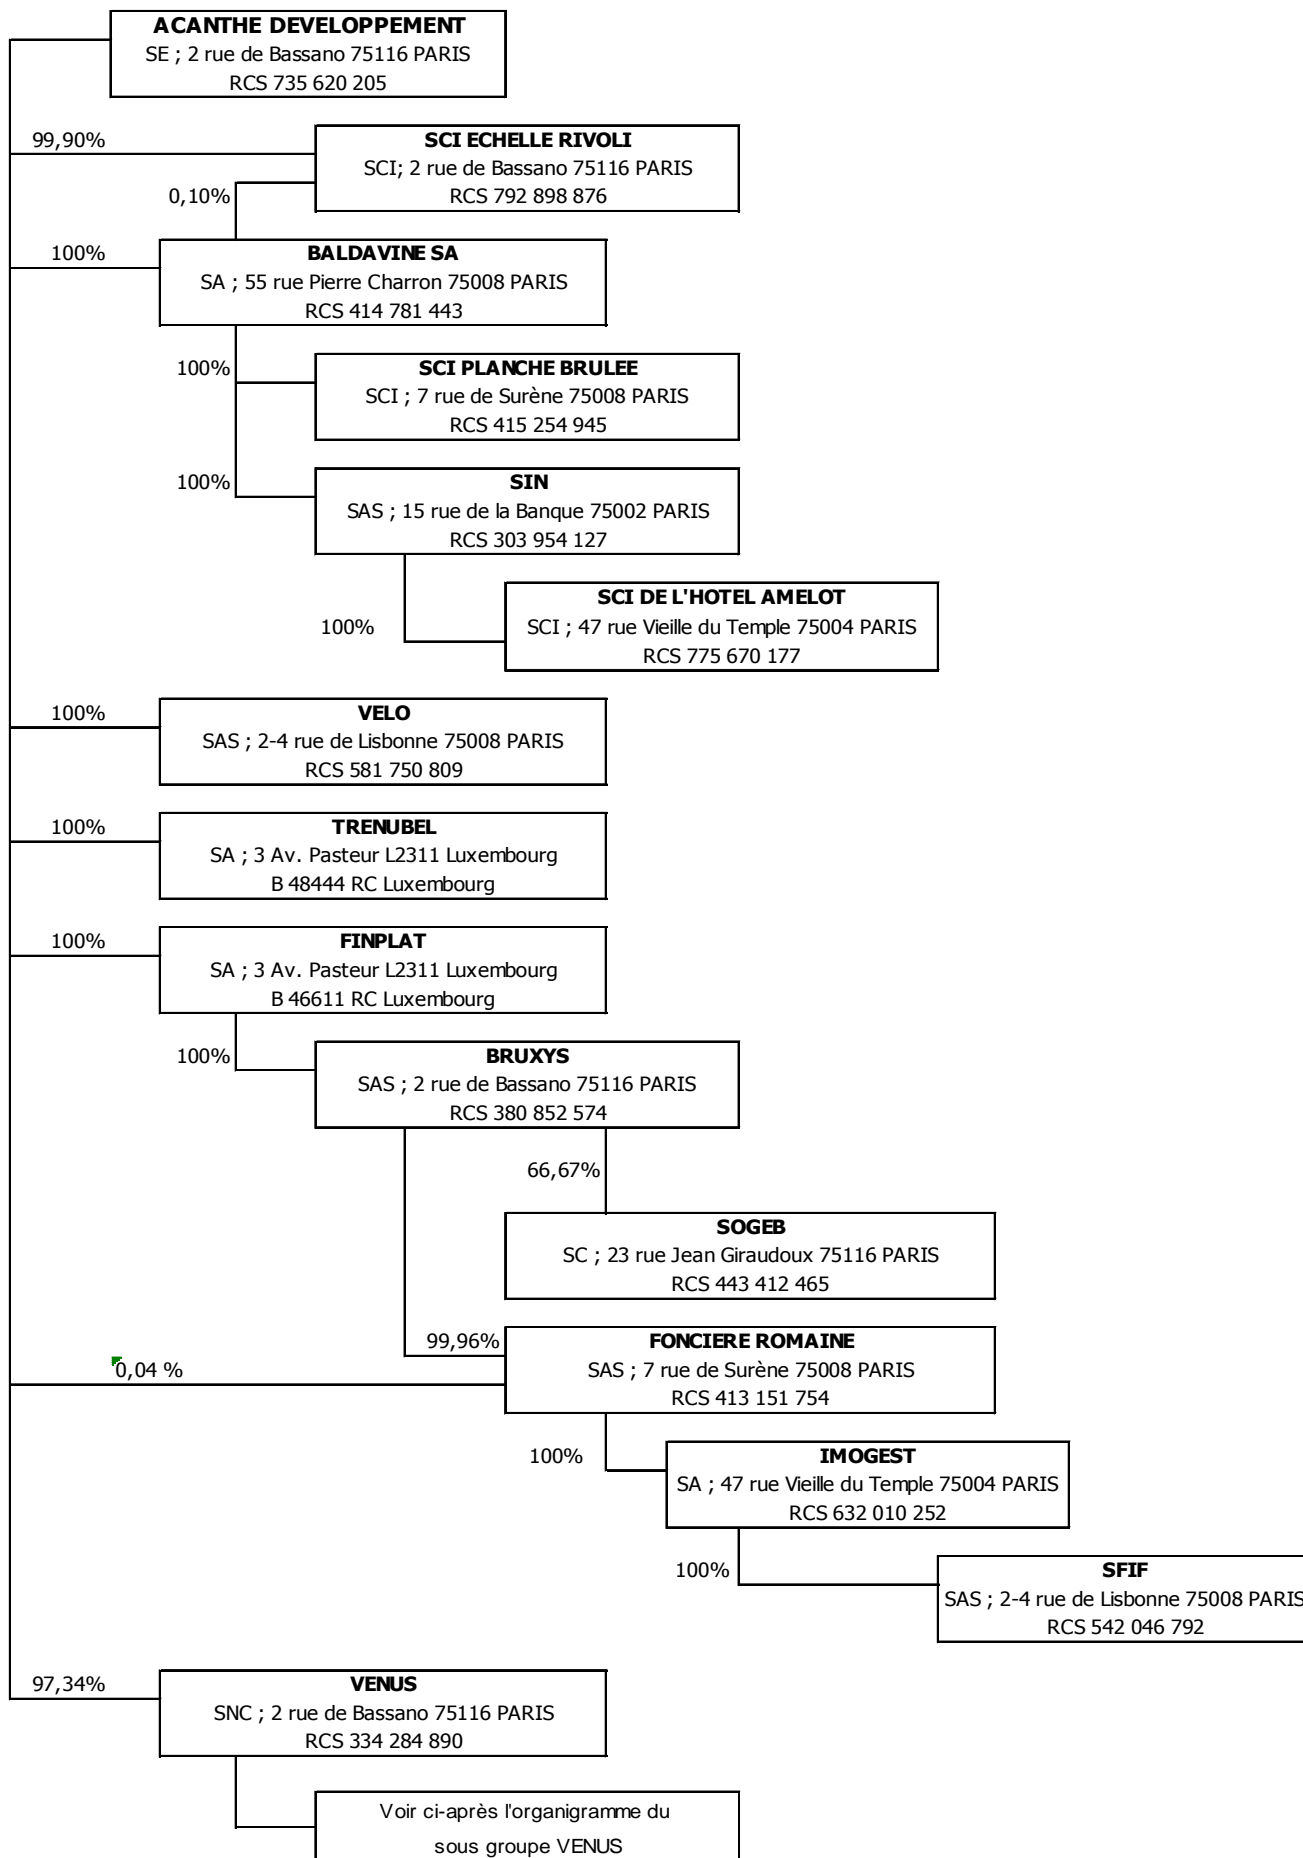 ACANTHE DEVELOPPEMENT
SE ; 2 rue de Bassano 75116 PARIS
RCS 735 620 205
99,90%
SCI ECHELLE RIVOLI
SCI; 2 rue de Bassano 75116 PARIS
RCS 792 898 876
0,10%
100%
BALDAVINE SA
SA ; 55 rue Pierre Charron 75008 PARIS
RCS 414 781 443
100%
SCI PLANCHE BRULEE
SCI ; 7 rue de Surène 75008 PARIS
RCS 415 254 945
100%
SIN
SAS ; 15 rue de la Banque 75002 PARIS
RCS 303 954 127
100%
SCI DE L'HOTEL AMELOT
SCI ; 47 rue Vieille du Temple 75004 PARIS
RCS 775 670 177
100%
VELO
SAS ; 2-4 rue de Lisbonne 75008 PARIS
RCS 581 750 809
100%
TRENUBEL
SA ; 3 Av. Pasteur L2311 Luxembourg
B 48444 RC Luxembourg
100%
FINPLAT
SA ; 3 Av. Pasteur L2311 Luxembourg
B 46611 RC Luxembourg
100%
BRUXYS
SAS ; 2 rue de Bassano 75116 PARIS
RCS 380 852 574
66,67%
SOGEB
SC ; 23 rue Jean Giraudoux 75116 PARIS
RCS 443 412 465
99,96%
FONCIERE ROMAINE
SAS ; 7 rue de Surène 75008 PARIS
RCS 413 151 754
0,04 %
100%
IMOGEST
SA ; 47 rue Vieille du Temple 75004 PARIS
RCS 632 010 252
100%
SFIF
SAS ; 2-4 rue de Lisbonne 75008 PARIS
RCS 542 046 792
97,34%
VENUS
SNC ; 2 rue de Bassano 75116 PARIS
RCS 334 284 890
Voir ci-après l'organigramme du
sous groupe VENUS